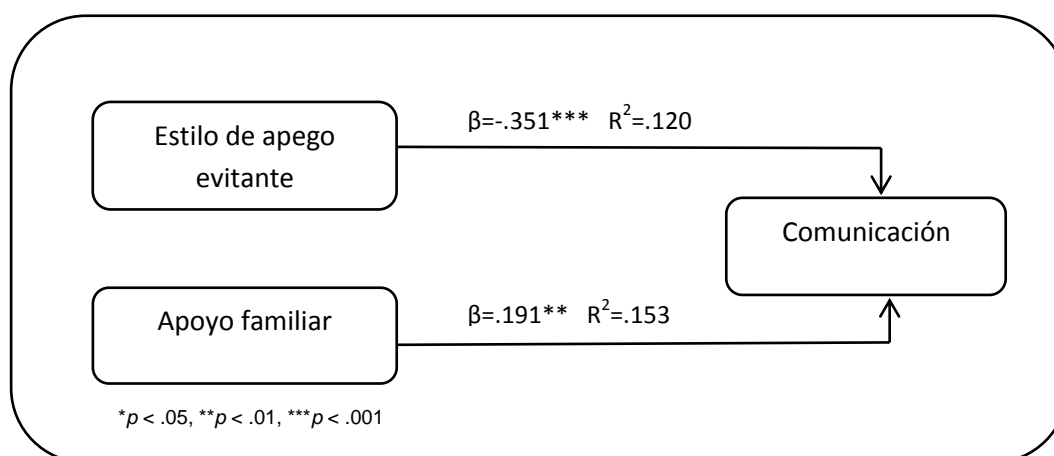 β=-.351*** R²=.120
Estilo de apego
evitante
Comunicación
Apoyo familiar
β=.191** R²=.153
*p < .05, **p < .01, ***p < .001